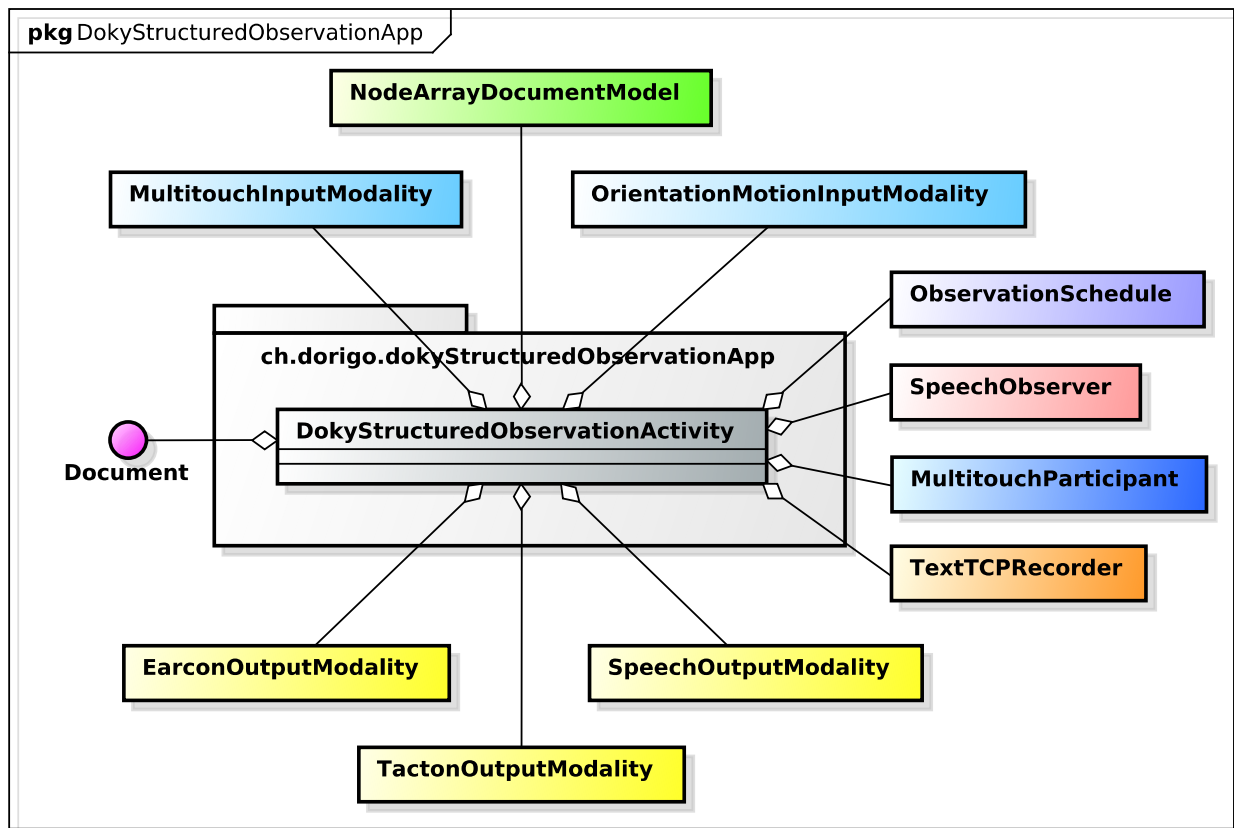 pkg DokyStructuredObservationApp
NodeArrayDocumentModel
MultitouchInputModality
OrientationMotionInputModality
ObservationSchedule
ch.dorigo.dokyStructuredObservationApp
SpeechObserver
DokyStructuredObservationActivity
Document
MultitouchParticipant
TextTCPRecorder
EarconOutputModality
SpeechOutputModality
TactonOutputModality